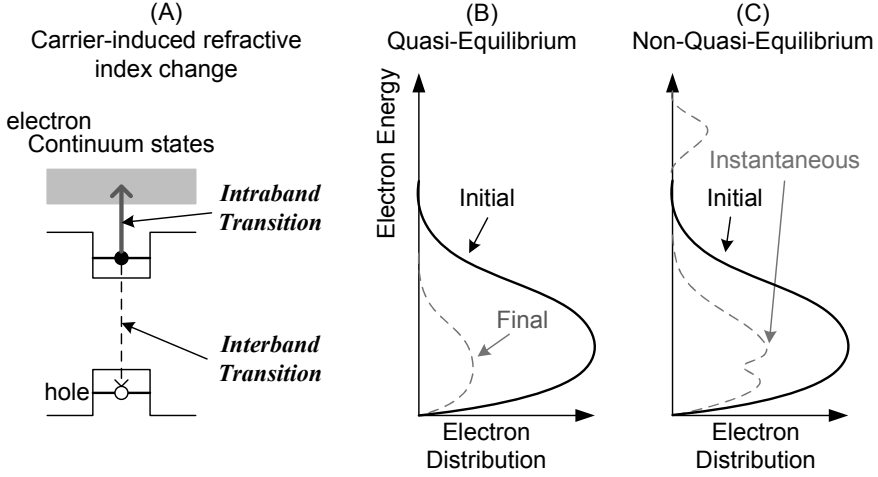 (A)
Carrier-induced refractive
index change
electron
Continuum states
Intraband
Transition
Interband
Transition
hole
(B)
Quasi-Equilibrium
Electron Energy
Initial
Final
Electron
Distribution
(C)
Non-Quasi-Equilibrium
Instantaneous
Initial
Electron
Distribution